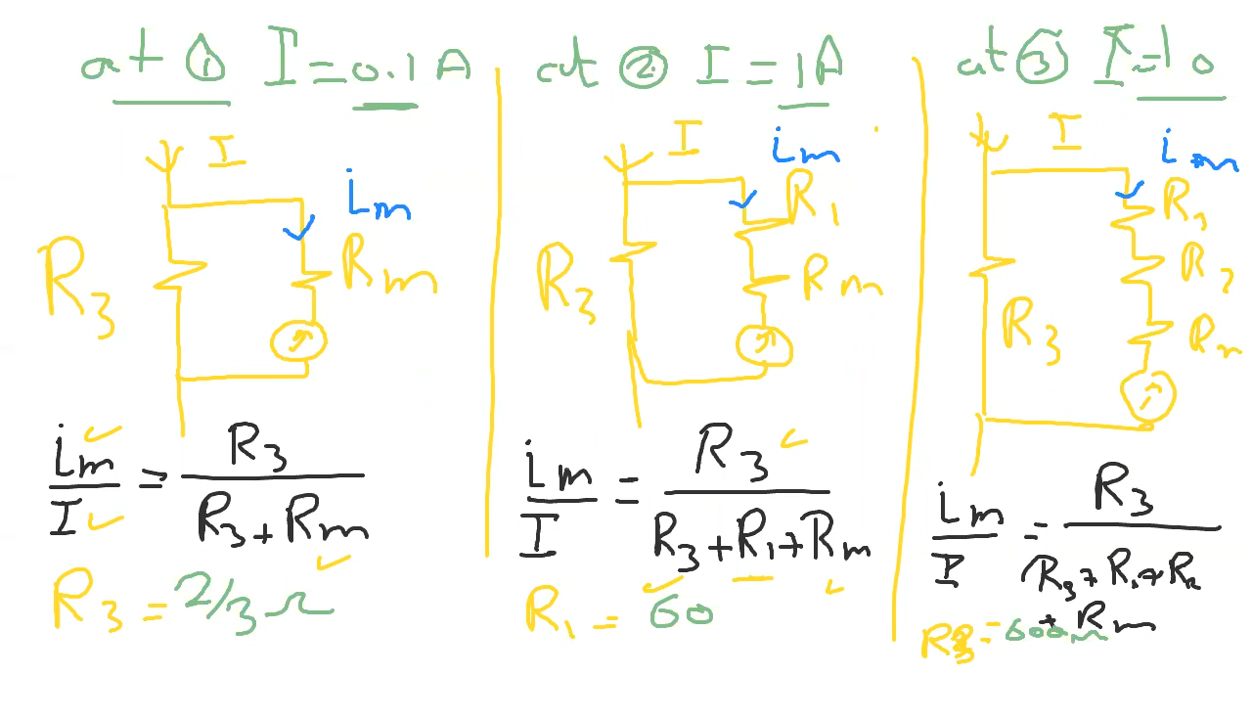 at ① I = 0.1 A
I
im
R3
Rm
im/I = R3/(R3 + Rm)
R3 = 2/3 Ω
at ② I = 1A
I
im
R1
R3
Rm
im/I = R3/(R3 + R1 + Rm)
R1 = 60
at ③ I = 10
I
im
R1
R2
R3
Rm
im/I = R3/(R3 + R1 + R2 + Rm)
= 600Ω